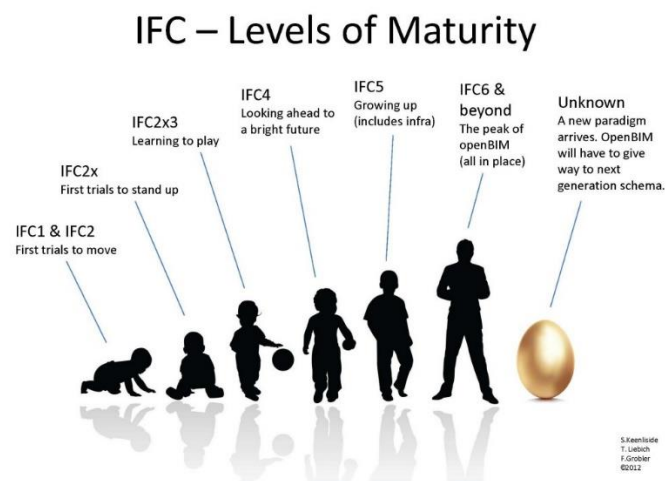 IFC – Levels of Maturity
IFC1 & IFC2
First trials to move
IFC2x
First trials to stand up
IFC2x3
Learning to play
IFC4
Looking ahead to
a bright future
IFC5
Growing up
(includes infra)
IFC6 &
beyond
The peak of
openBIM
(all in place)
Unknown
A new paradigm
arrives. OpenBIM
will have to give
way to next
generation schema.
S.Keenliside
T. Liebich
F.Grobler
©2012